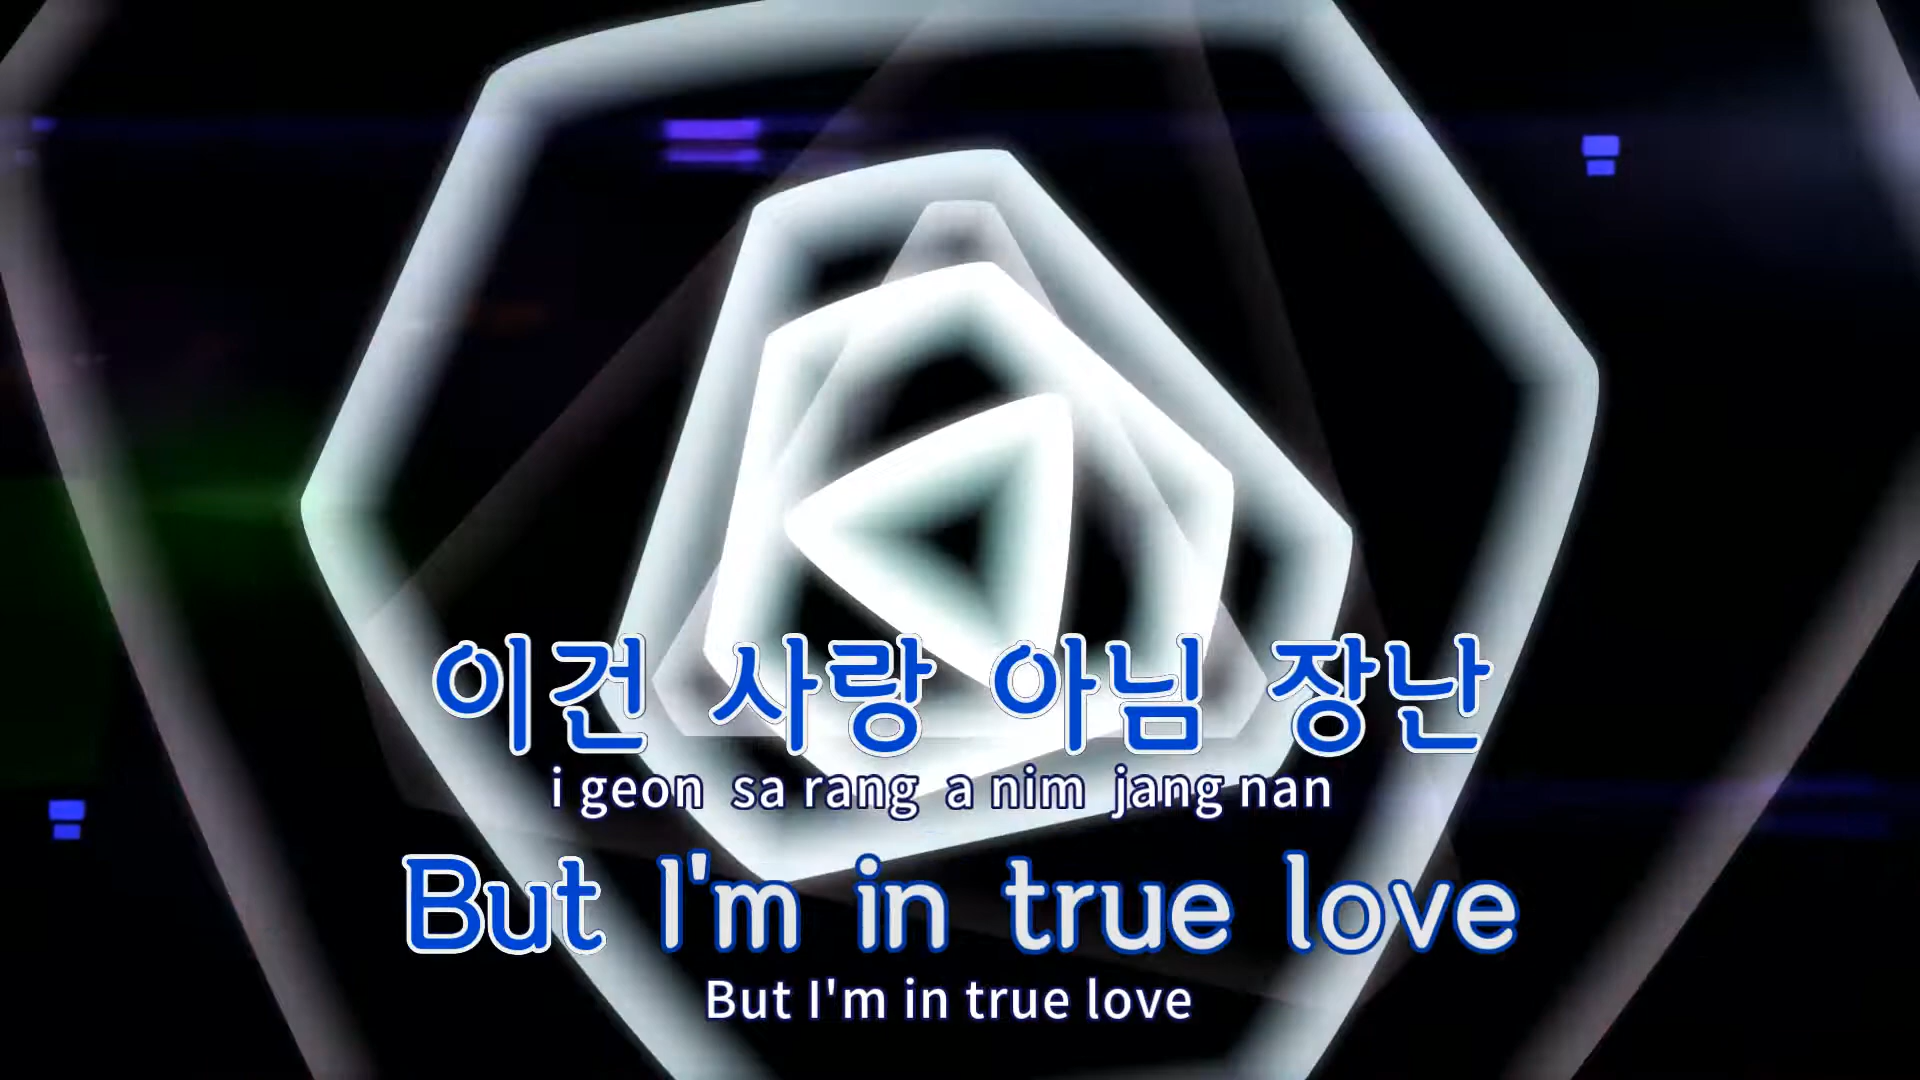 이건 사랑 아님 장난
i geon sa rang a nim jang nan
But I'm in true love
But I'm in true love